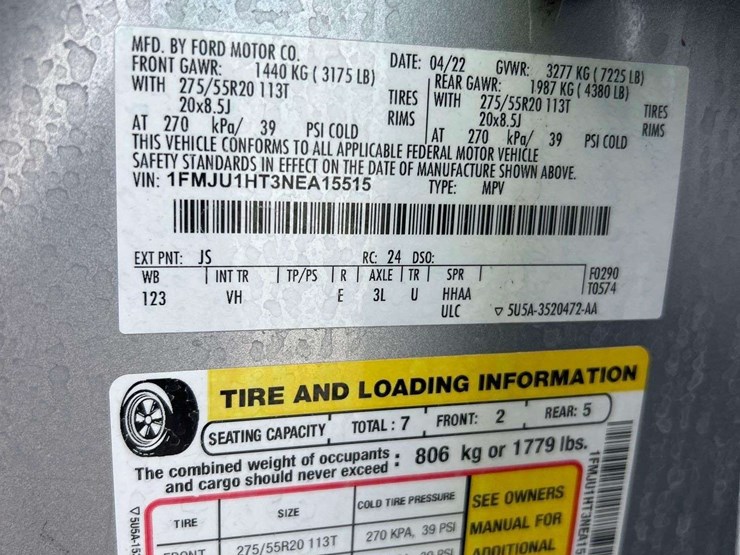 MFD. BY FORD MOTOR CO. DATE: 04/22 GVWR: 3277 KG ( 7225 LB)
FRONT GAWR: 1440 KG ( 3175 LB) REAR GAWR: 1987 KG ( 4380 LB)
WITH 275/55R20 113T TIRES WITH 275/55R20 113T TIRES
20x8.5J RIMS 20x8.5J RIMS
AT 270 kPa/ 39 PSI COLD AT 270 kPa/ 39 PSI COLD
THIS VEHICLE CONFORMS TO ALL APPLICABLE FEDERAL MOTOR VEHICLE
SAFETY STANDARDS IN EFFECT ON THE DATE OF MANUFACTURE SHOWN ABOVE.
VIN: 1FMJU1HT3NEA15515 TYPE: MPV
EXT PNT: JS RC: 24 DSO:
WB INT TR TP/PS R AXLE TR SPR F0290
123 VH E 3L U HHAA T0574
ULC ▽ 5U5A-3520472-AA
TIRE AND LOADING INFORMATION
SEATING CAPACITY TOTAL : 7 FRONT: 2 REAR: 5
The combined weight of occupants : 806 kg or 1779 lbs.
and cargo should never exceed
TIRE SIZE COLD TIRE PRESSURE SEE OWNERS
FRONT 275/55R20 113T 270 KPA, 39 PSI MANUAL FOR
ADDITIONAL
▽ 5U5A-15
1FMJU1HT3NEA15